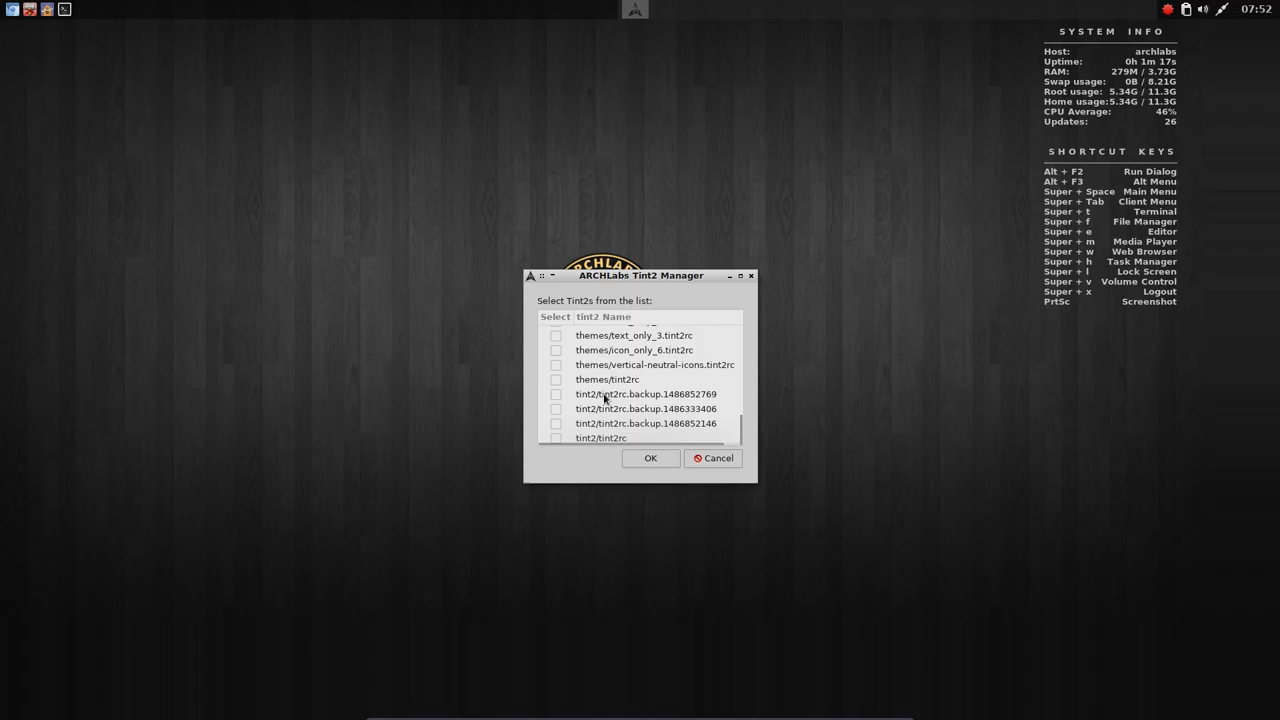 07:52
SYSTEM INFO
Host: archlabs
Uptime: 0h 1m 17s
RAM: 279M / 3.73G
Swap usage: 0B / 8.21G
Root usage: 5.34G / 11.3G
Home usage:5.34G / 11.3G
CPU Average: 46%
Updates: 26
SHORTCUT KEYS
Alt + F2 Run Dialog
Alt + F3 Alt Menu
Super + Space Main Menu
Super + Tab Client Menu
Super + t Terminal
Super + f File Manager
Super + e Editor
Super + m Media Player
Super + w Web Browser
Super + h Task Manager
Super + l Lock Screen
Super + v Volume Control
Super + x Logout
PrtSc Screenshot
ARCHLAB
ARCHLabs Tint2 Manager
Select Tint2s from the list:
Select tint2 Name
themes/text_only_3.tint2rc
themes/icon_only_6.tint2rc
themes/vertical-neutral-icons.tint2rc
themes/tint2rc
tint2/tint2rc.backup.1486852769
tint2/tint2rc.backup.1486333406
tint2/tint2rc.backup.1486852146
tint2/tint2rc
OK Cancel